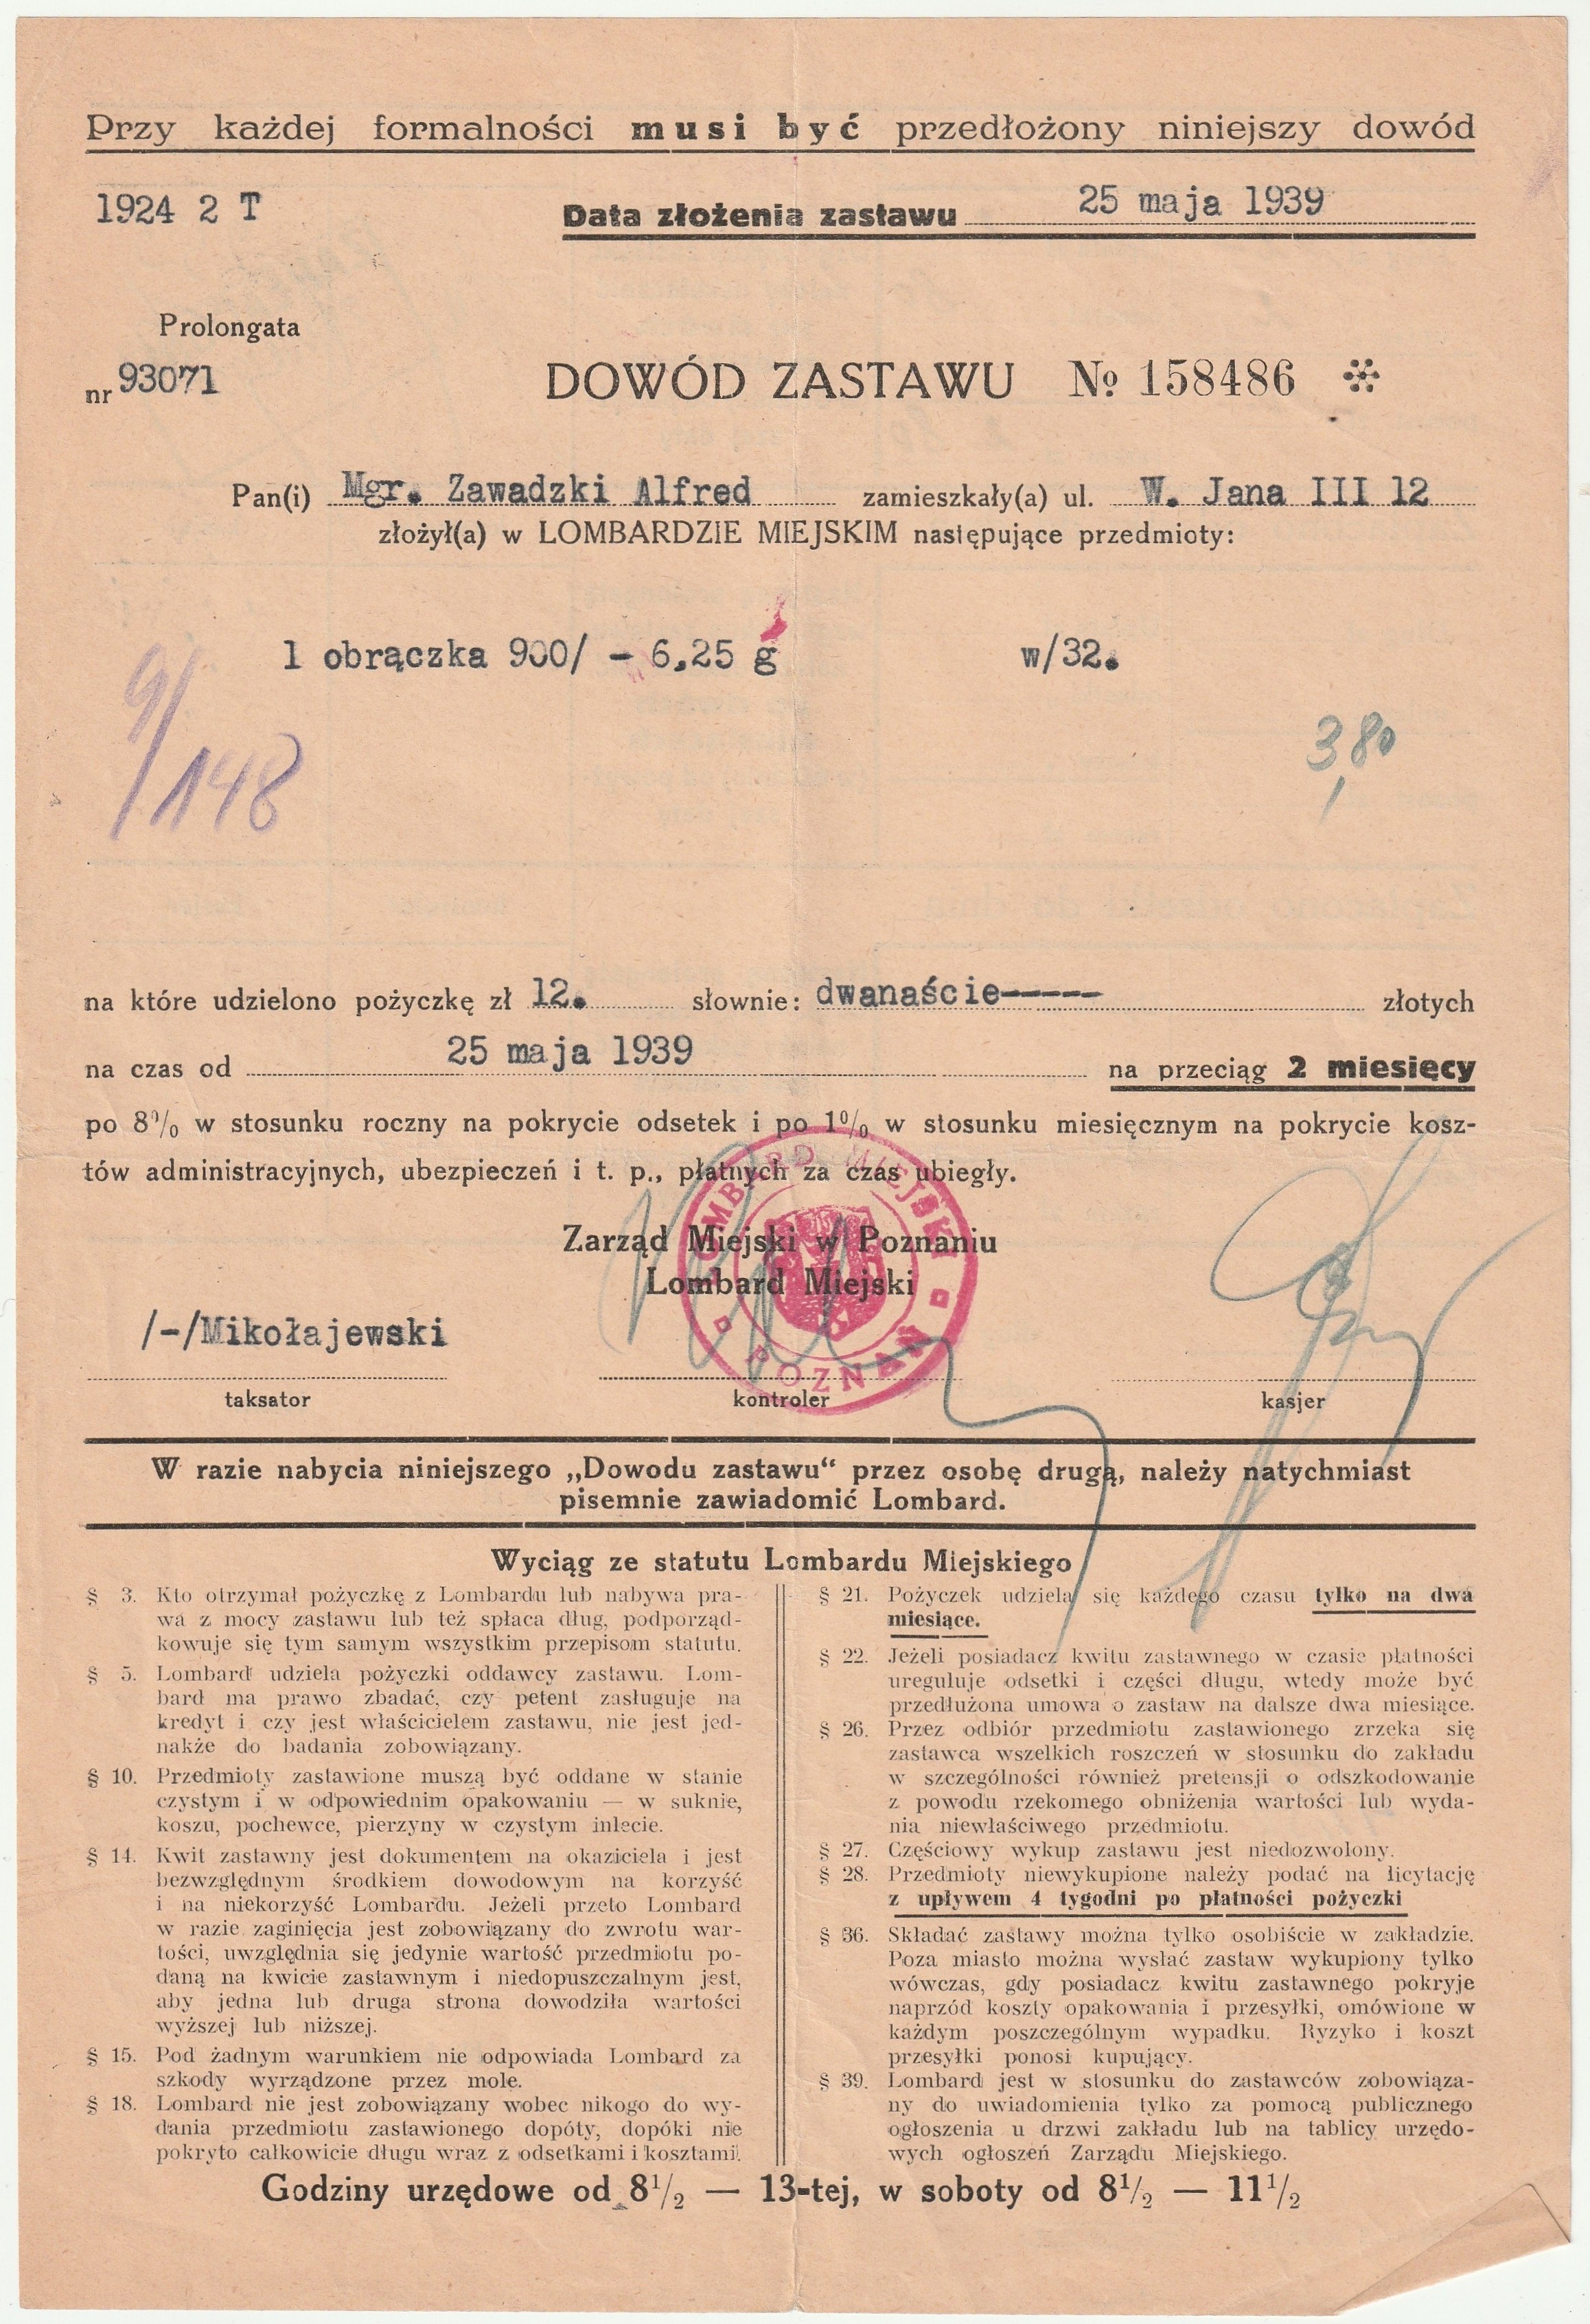 Przy każdej formalności musi być przedłożony niniejszy dowód
1924 2 T
Data złożenia zastawu 25 maja 1939
Prolongata
nr 93071
DOWÓD ZASTAWU № 158486
Pan(i) Mgr. Zawadzki Alfred zamieszkały(a) ul. W. Jana III 12
złożył(a) w LOMBARDZIE MIEJSKIM następujące przedmioty:
1 obrączka 900/ - 6,25 g w/32.
9/148
3,80
na które udzielono pożyczkę zł 12. słownie: dwanaście----- złotych
na czas od 25 maja 1939 na przeciąg 2 miesięcy
po 8% w stosunku roczny na pokrycie odsetek i po 1% w stosunku miesięcznym na pokrycie kosz-
tów administracyjnych, ubezpieczeń i t. p., płatnych za czas ubiegły.
LOMBARD MIEJSKI
POZNAŃ
Zarząd Miejski w Poznaniu
Lombard Miejski
/-/Mikołajewski
taksator kontroler kasjer
W razie nabycia niniejszego „Dowodu zastawu“ przez osobę drugą, należy natychmiast
pisemnie zawiadomić Lombard.
Wyciąg ze statutu Lombardu Miejskiego
§ 3. Kto otrzymał pożyczkę z Lombardu lub nabywa pra-
wa z mocy zastawu lub też spłaca dług, podporząd-
kowuje się tym samym wszystkim przepisom statutu.
§ 5. Lombard udziela pożyczki oddawcy zastawu. Lom-
bard ma prawo zbadać, czy petent zasługuje na
kredyt i czy jest właścicielem zastawu, nie jest jed-
nakże do badania zobowiązany.
§ 10. Przedmioty zastawione muszą być oddane w stanie
czystym i w odpowiednim opakowaniu — w suknie,
koszu, pochewce, pierzyny w czystym inlecie.
§ 14. Kwit zastawny jest dokumentem na okaziciela i jest
bezwzględnym środkiem dowodowym na korzyść
i na niekorzyść Lombardu. Jeżeli przeto Lombard
w razie zaginięcia jest zobowiązany do zwrotu war-
tości, uwzględnia się jedynie wartość przedmiotu po-
daną na kwicie zastawnym i niedopuszczalnym jest,
aby jedna lub druga strona dowodziła wartości
wyższej lub niższej.
§ 15. Pod żadnym warunkiem nie odpowiada Lombard za
szkody wyrządzone przez mole.
§ 18. Lombard nie jest zobowiązany wobec nikogo do wy-
dania przedmiotu zastawionego dopóty, dopóki nie
pokryto całkowicie długu wraz z odsetkami i kosztami.
§ 21. Pożyczek udziela się każdego czasu tylko na dwa
miesiące.
§ 22. Jeżeli posiadacz kwitu zastawnego w czasie płatności
ureguluje odsetki i części długu, wtedy może być
przedłużona umowa o zastaw na dalsze dwa miesiące.
§ 26. Przez odbiór przedmiotu zastawionego zrzeka się
zastawca wszelkich roszczeń w stosunku do zakładu
w szczególności również pretensji o odszkodowanie
z powodu rzekomego obniżenia wartości lub wyda-
nia niewłaściwego przedmiotu.
§ 27. Częściowy wykup zastawu jest niedozwolony.
§ 28. Przedmioty niewykupione należy podać na licytację
z upływem 4 tygodni po płatności pożyczki
§ 36. Składać zastawy można tylko osobiście w zakładzie.
Poza miasto można wysłać zastaw wykupiony tylko
wówczas, gdy posiadacz kwitu zastawnego pokryje
naprzód koszty opakowania i przesyłki, omówione w
każdym poszczególnym wypadku. Ryzyko i koszt
przesyłki ponosi kupujący.
§ 39. Lombard jest w stosunku do zastawców zobowiąza-
ny do uwiadomienia tylko za pomocą publicznego
ogłoszenia u drzwi zakładu lub na tablicy urzędo-
wych ogłoszeń Zarządu Miejskiego.
Godziny urzędowe od 8½ — 13-tej, w soboty od 8½ — 11½